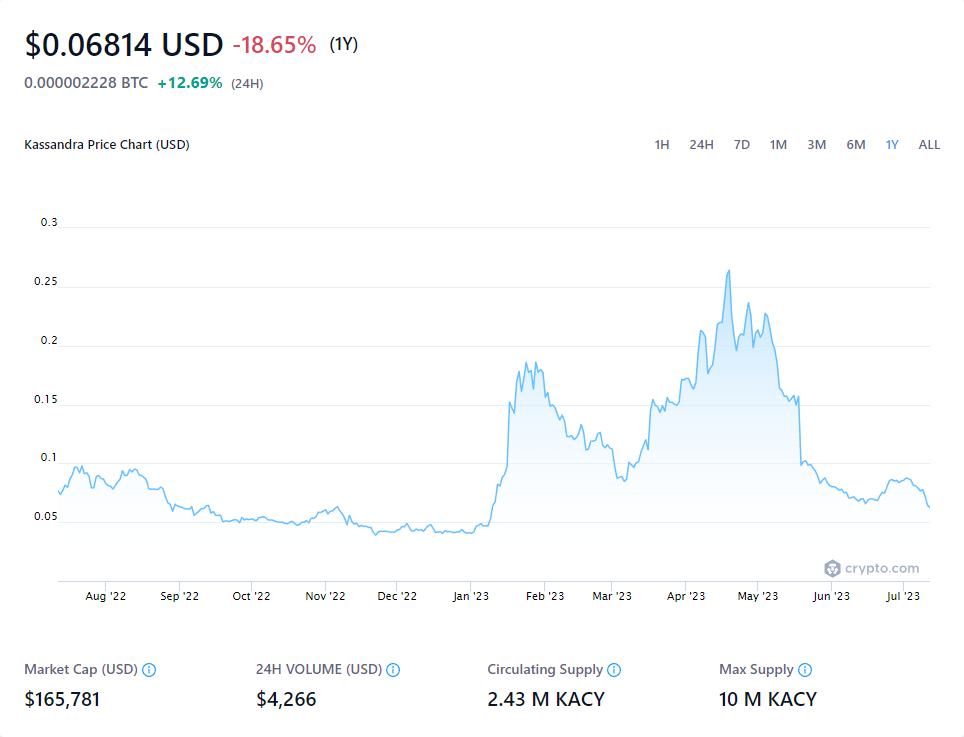 $0.06814 USD -18.65% (1Y)
0.000002228 BTC +12.69% (24H)
Kassandra Price Chart (USD)
1H 24H 7D 1M 3M 6M 1Y ALL
0.3
0.25
0.2
0.15
0.1
0.05
crypto.com
Aug '22 Sep '22 Oct '22 Nov '22 Dec '22 Jan '23 Feb '23 Mar '23 Apr '23 May '23 Jun '23 Jul '23
Market Cap (USD) 24H VOLUME (USD) Circulating Supply Max Supply
$165,781 $4,266 2.43 M KACY 10 M KACY